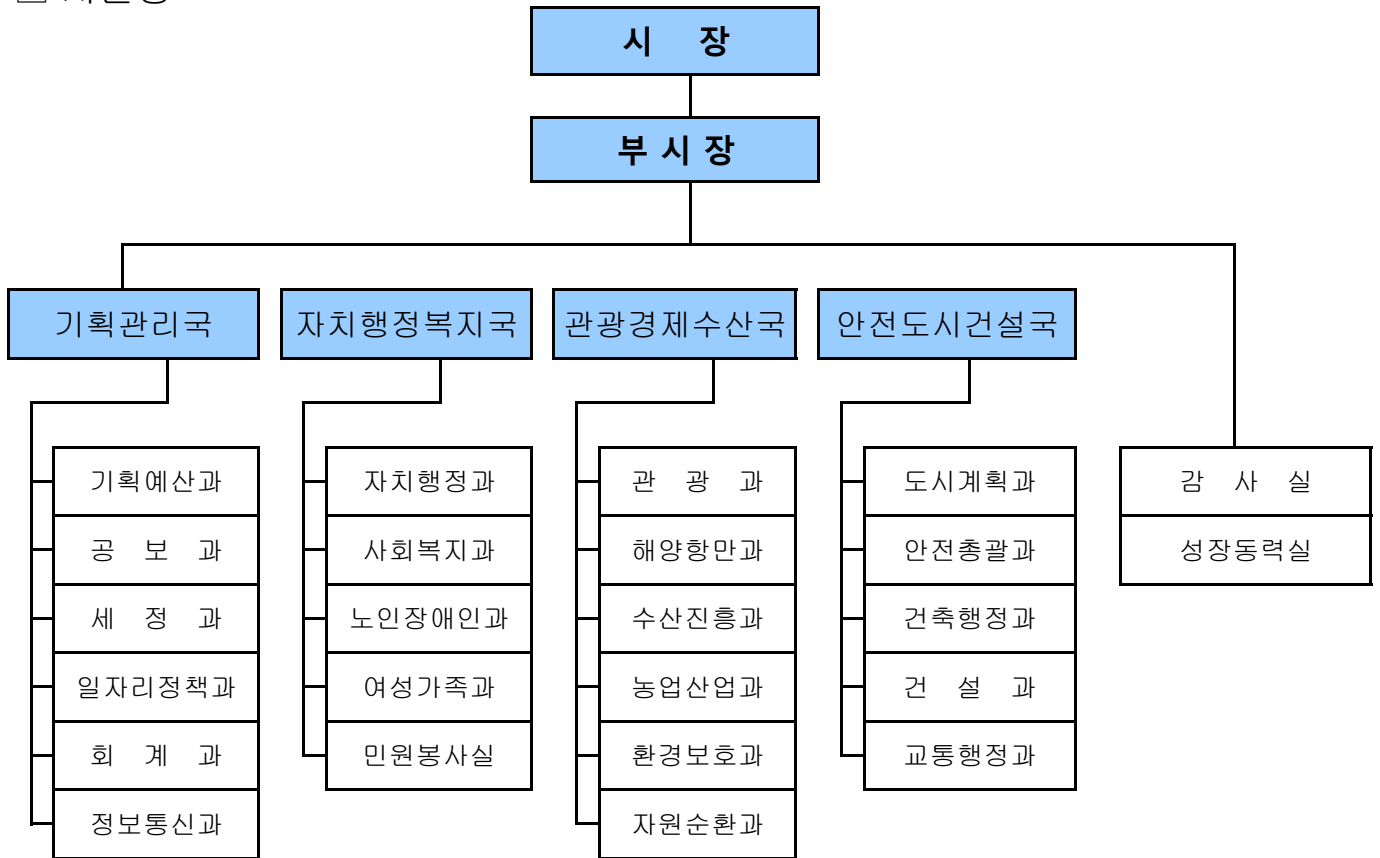 시 장
부 시 장
기획관리국
자치행정복지국
관광경제수산국
안전도시건설국
기획예산과
공 보 과
세 정 과
일자리정책과
회 계 과
정보통신과
자치행정과
사회복지과
노인장애인과
여성가족과
민원봉사실
관 광 과
해양항만과
수산진흥과
농업산업과
환경보호과
자원순환과
도시계획과
안전총괄과
건축행정과
건 설 과
교통행정과
감 사 실
성장동력실